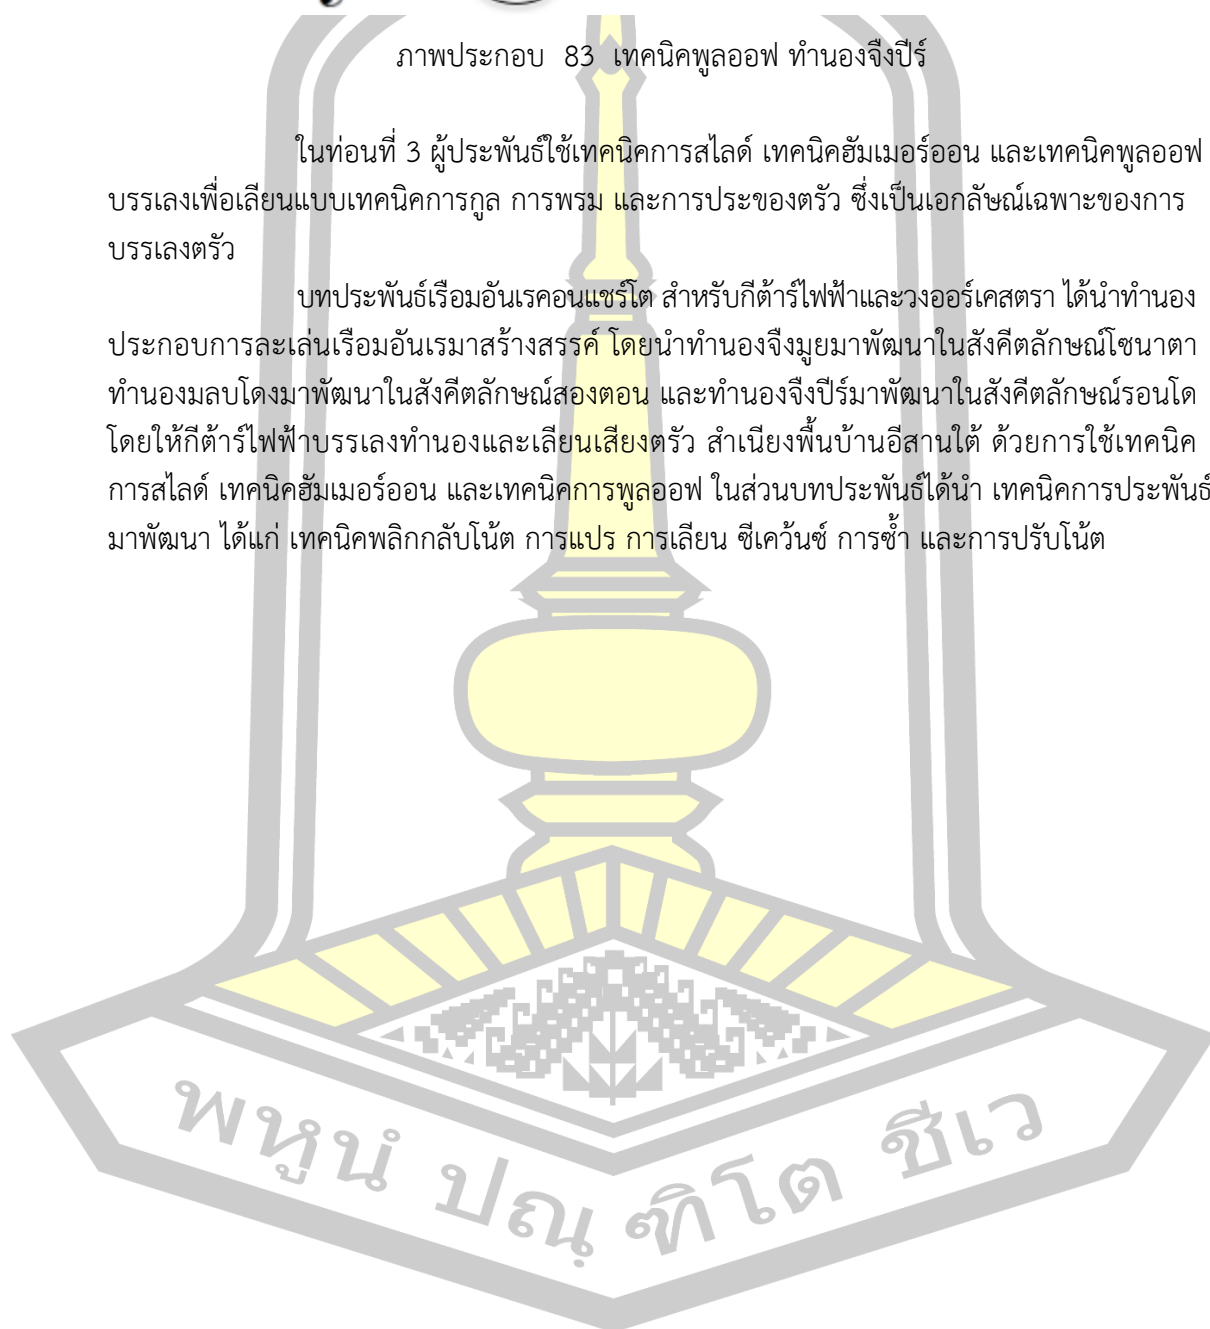 ภาพประกอบ 83 เทคนิคพูลออฟ ทำนองจืงปีร์
ในท่อนที่ 3 ผู้ประพันธ์ใช้เทคนิคการสไลด์ เทคนิคฮัมเมอร์ออน และเทคนิคพูลออฟ
บรรเลงเพื่อเลียนแบบเทคนิคการกูล การพรม และการประของตรัว ซึ่งเป็นเอกลัษณ์เฉพาะของการ
บรรเลงตรัว
บทประพันธ์เรือมอันเรคอนแชร์โต สำหรับกีต้าร์ไฟฟ้าและวงออร์เคสตรา ได้นำทำนอง
ประกอบการละเล่นเรือมอันเรมาสร้างสรรค์ โดยนำทำนองจืงมูยมาพัฒนาในสังคีตลักษณ์โซนาตา
ทำนองมลบโดงมาพัฒนาในสังคีตลักษณ์สองตอน และทำนองจืงปีร์มาพัฒนาในสังคีตลักษณ์รอนโด
โดยให้กีต้าร์ไฟฟ้าบรรเลงทำนองและเลียนเสียงตรัว สำเนียงพื้นบ้านอีสานใต้ ด้วยการใช้เทคนิค
การสไลด์ เทคนิคฮัมเมอร์ออน และเทคนิคการพูลออฟ ในส่วนบทประพันธ์ได้นำ เทคนิคการประพันธ์
มาพัฒนา ได้แก่ เทคนิคพลิกกลับโน้ต การแปร การเลียน ซีเคว้นซ์ การซ้ำ และการปรับโน้ต
พหูนํ ปณฺฑิโต ชีเว